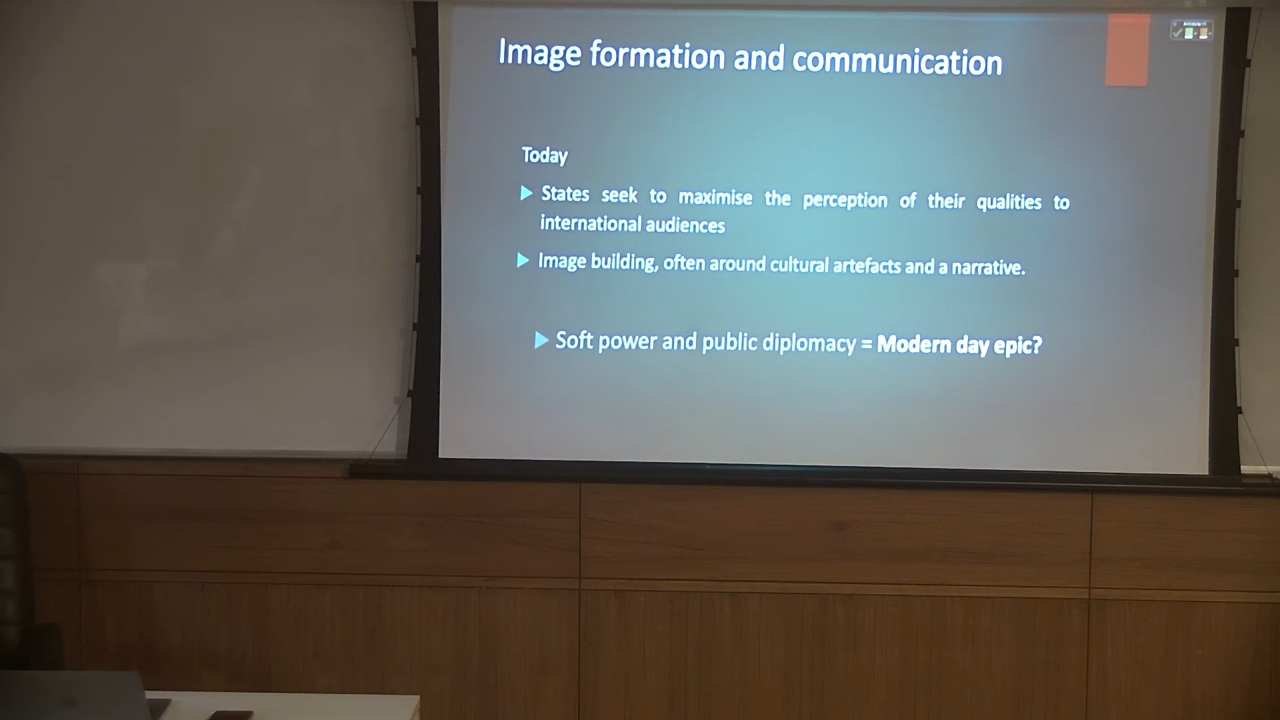 Image formation and communication
Today
States seek to maximise the perception of their qualities to
international audiences
Image building, often around cultural artefacts and a narrative.
Soft power and public diplomacy = Modern day epic?